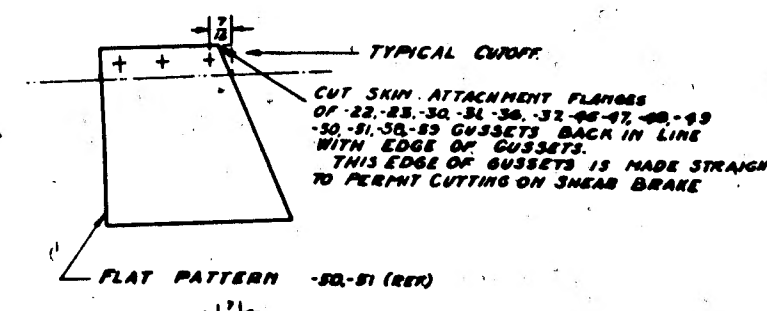 7
TYPICAL CUTOFF.
CUT SKIN ATTACHMENT FLANGES
OF -22,-23,-30,-31,-36,-37,-46-47,-48,-49
-50,-51,-58,-59 GUSSETS BACK IN LINE
WITH EDGE OF GUSSETS.
THIS EDGE OF GUSSETS IS MADE STRAIGH
TO PERMIT CUTTING ON SHEAR BRAKE
FLAT PATTERN -50,-51 (REF)
7